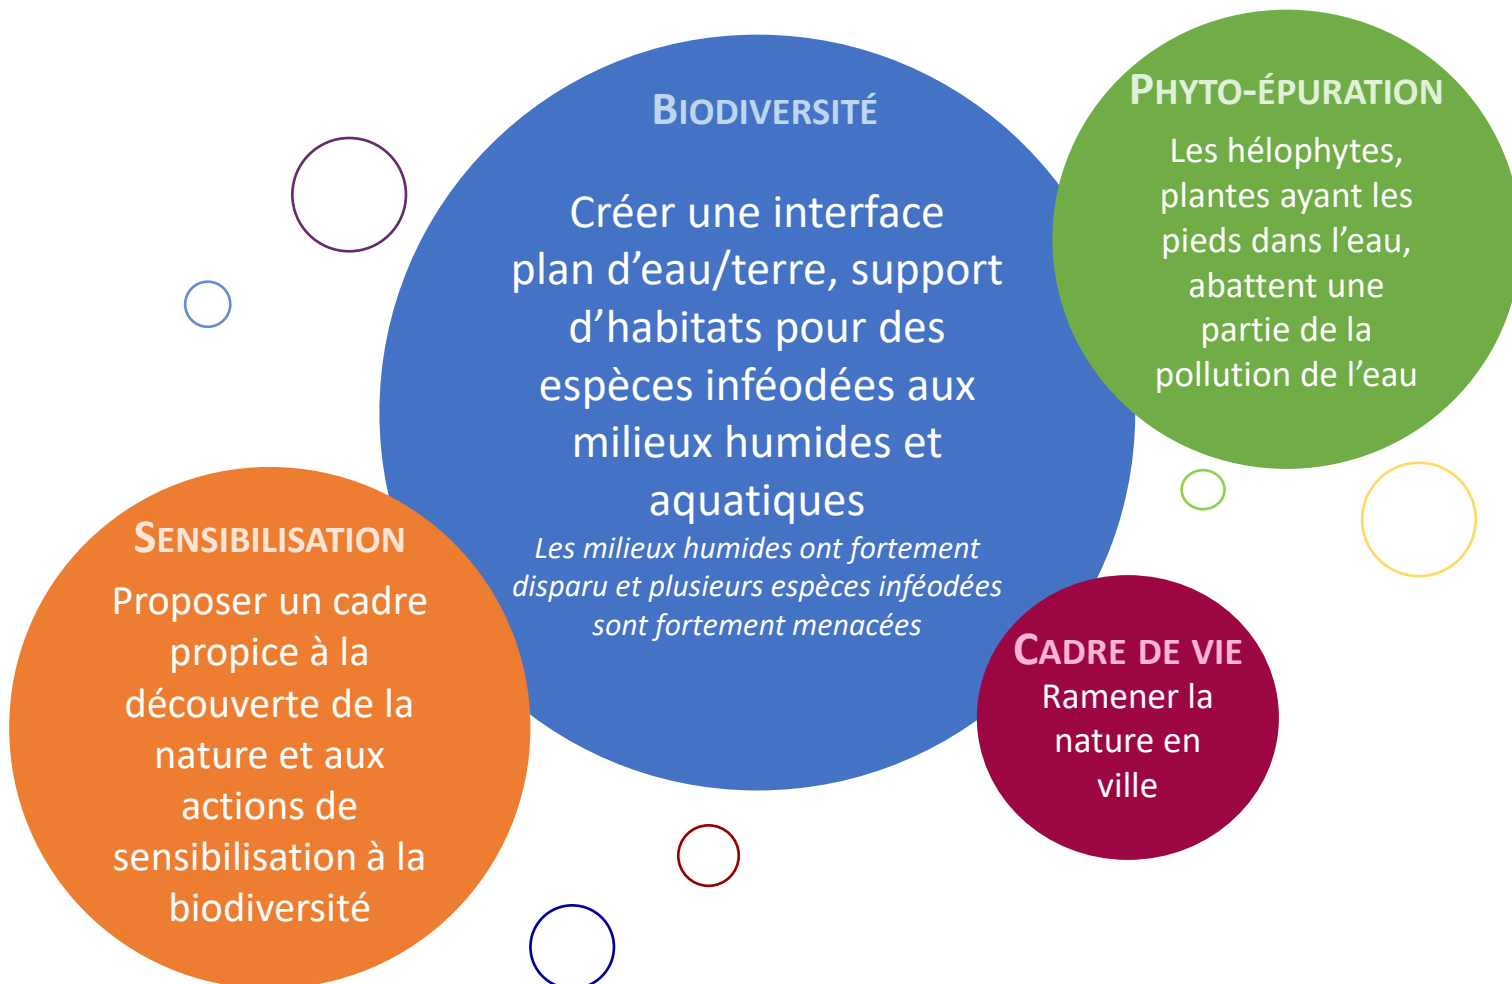 BIODIVERSITÉ
Créer une interface
plan d’eau/terre, support
d’habitats pour des
espèces inféodées aux
milieux humides et
aquatiques
Les milieux humides ont fortement
disparu et plusieurs espèces inféodées
sont fortement menacées
PHYTO-ÉPURATION
Les hélophytes,
plantes ayant les
pieds dans l’eau,
abattent une
partie de la
pollution de l’eau
SENSIBILISATION
Proposer un cadre
propice à la
découverte de la
nature et aux
actions de
sensibilisation à la
biodiversité
CADRE DE VIE
Ramener la
nature en
ville